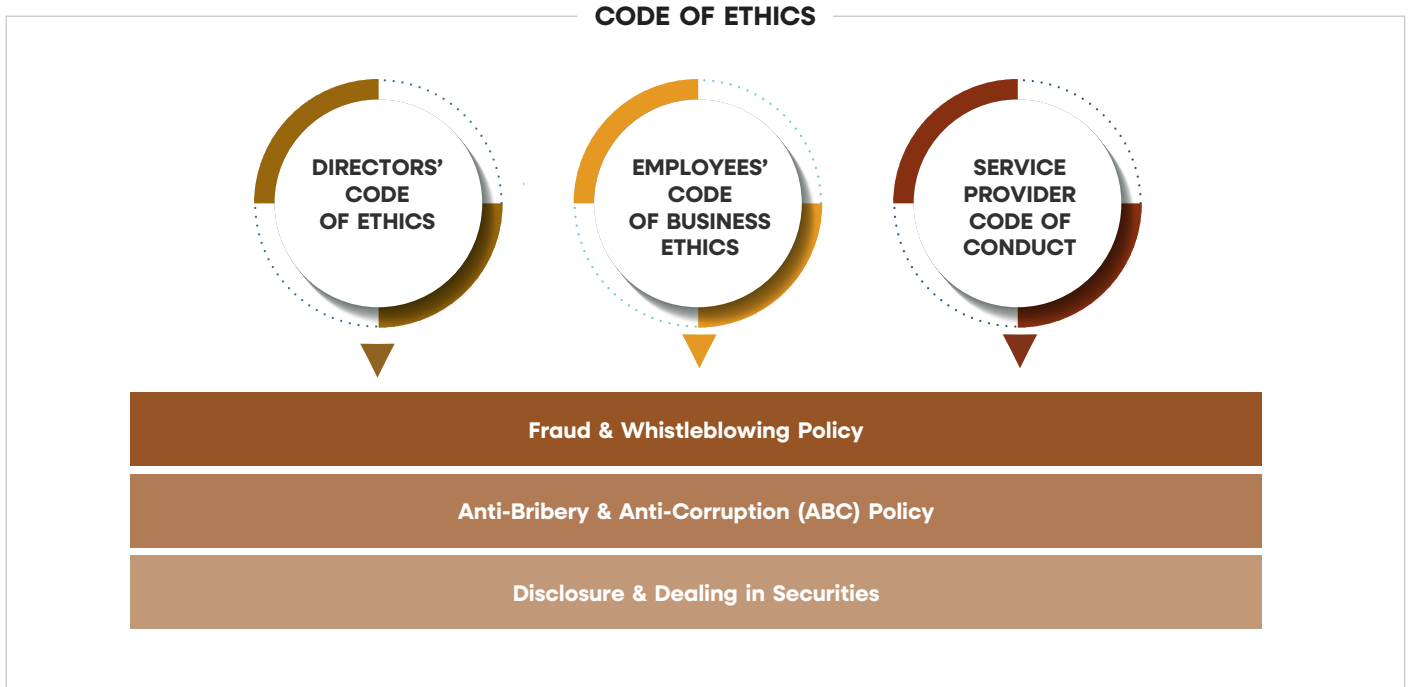 CODE OF ETHICS
DIRECTORS’
CODE
OF ETHICS
EMPLOYEES’
CODE
OF BUSINESS
ETHICS
SERVICE
PROVIDER
CODE OF
CONDUCT
Fraud & Whistleblowing Policy
Anti-Bribery & Anti-Corruption (ABC) Policy
Disclosure & Dealing in Securities